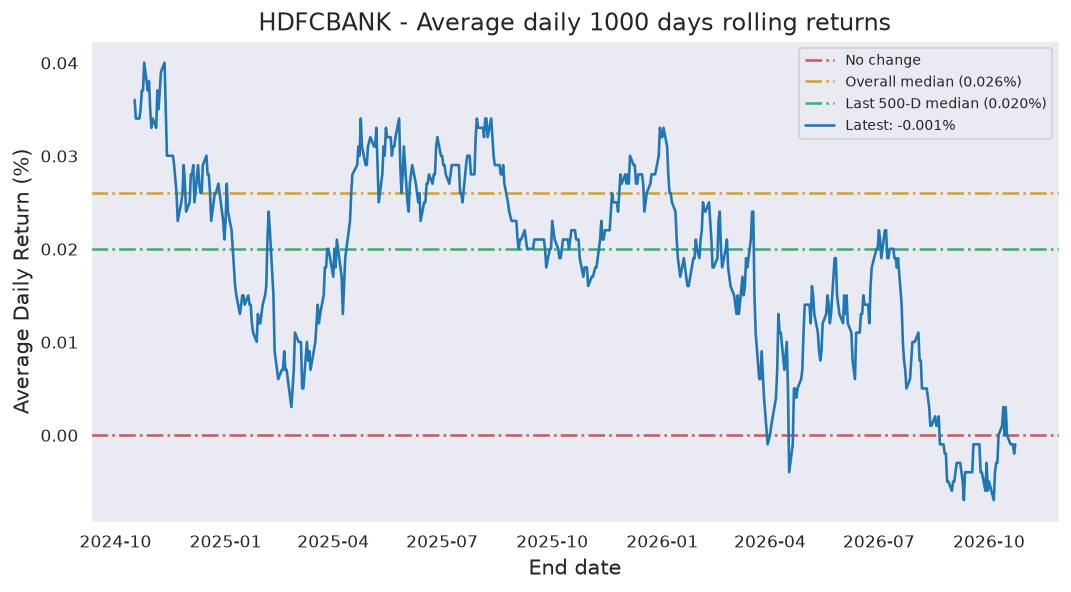 HDFCBANK - Average daily 1000 days rolling returns
No change
Overall median (0.026%)
Last 500-D median (0.020%)
Latest: -0.001%
Average Daily Return (%)
0.04
0.03
0.02
0.01
0.00
2024-10 2025-01 2025-04 2025-07 2025-10 2026-01 2026-04 2026-07 2026-10
End date